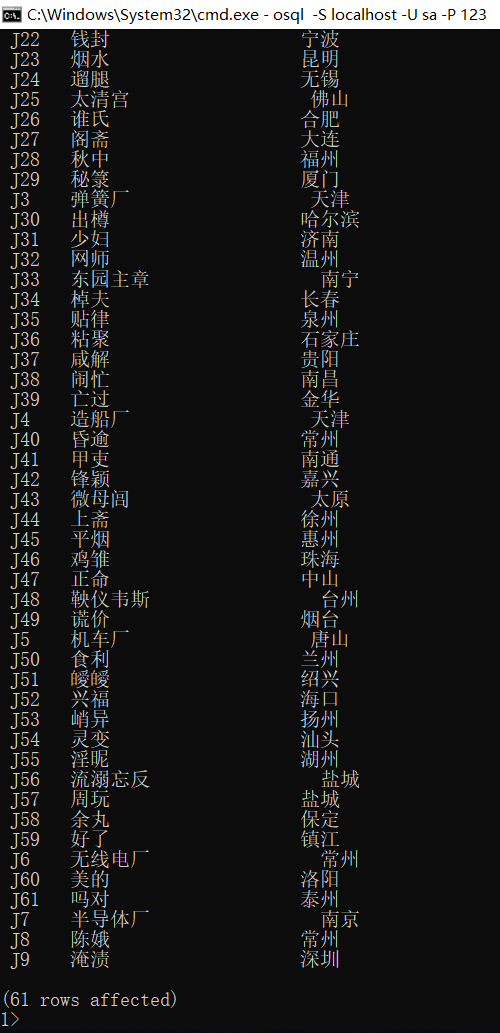 C:\Windows\System32\cmd.exe - osql  -S localhost -U sa -P 123
J22 钱封 宁波
J23 烟水 昆明
J24 遛腿 无锡
J25 太清宫 佛山
J26 谁氏 合肥
J27 阁斋 大连
J28 秋中 福州
J29 秘箓 厦门
J3 弹簧厂 天津
J30 出樽 哈尔滨
J31 少妇 济南
J32 网师 温州
J33 东园主章 南宁
J34 棹夫 长春
J35 贴律 泉州
J36 粘聚 石家庄
J37 咸解 贵阳
J38 闹忙 南昌
J39 亡过 金华
J4 造船厂 天津
J40 昏逾 常州
J41 甲吏 南通
J42 锋颖 嘉兴
J43 微母闾 太原
J44 上斋 徐州
J45 平烟 惠州
J46 鸡雏 珠海
J47 正命 中山
J48 鞅仪韦斯 台州
J49 谎价 烟台
J5 机车厂 唐山
J50 食利 兰州
J51 皧皧 绍兴
J52 兴福 海口
J53 峭异 扬州
J54 灵变 汕头
J55 淫昵 湖州
J56 流溺忘反 盐城
J57 周玩 盐城
J58 余丸 保定
J59 好了 镇江
J6 无线电厂 常州
J60 美的 洛阳
J61 吗对 泰州
J7 半导体厂 南京
J8 陈娥 常州
J9 淹渍 深圳
(61 rows affected)
1>